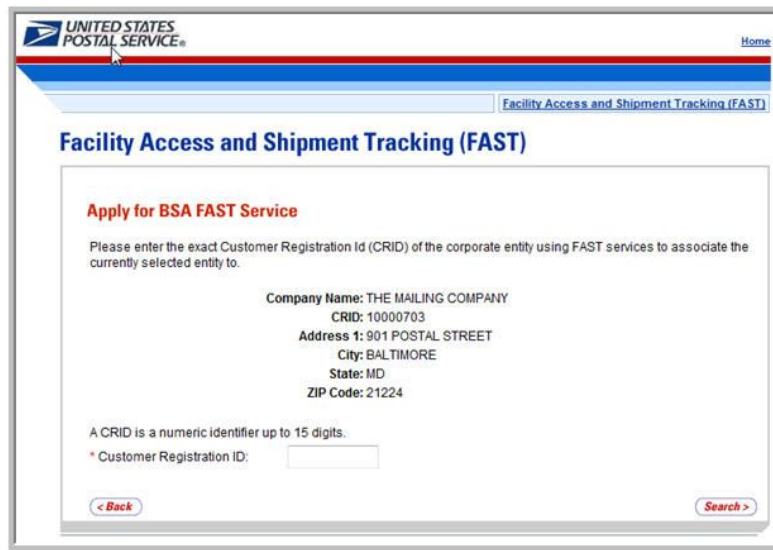 UNITED STATES
POSTAL SERVICE®
Home
Facility Access and Shipment Tracking (FAST)
Facility Access and Shipment Tracking (FAST)
Apply for BSA FAST Service
Please enter the exact Customer Registration Id (CRID) of the corporate entity using FAST services to associate the
currently selected entity to.
Company Name: THE MAILING COMPANY
CRID: 10000703
Address 1: 901 POSTAL STREET
City: BALTIMORE
State: MD
ZIP Code: 21224
A CRID is a numeric identifier up to 15 digits.
* Customer Registration ID:
< Back
Search >